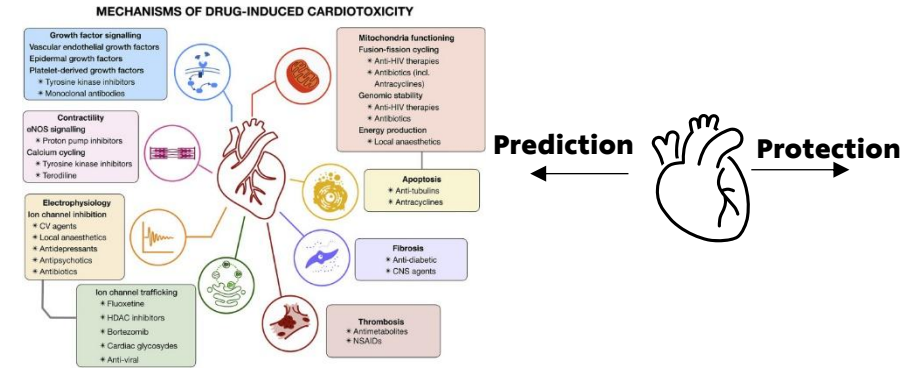 MECHANISMS OF DRUG-INDUCED CARDIOTOXICITY
Growth factor signalling
Vascular endothelial growth factors
Epidermal growth factors
Platelet-derived growth factors
✶ Tyrosine kinase inhibitors
✶ Monoclonal antibodies
Contractility
eNOS signalling
✶ Proton pump inhibitors
Calcium cycling
✶ Tyrosine kinase inhibitors
✶ Terodiline
Electrophysiology
Ion channel inhibition
✶ CV agents
✶ Local anaesthetics
✶ Antidepressants
✶ Antipsychotics
✶ Antibiotics
Ion channel trafficking
✶ Fluoxetine
✶ HDAC inhibitors
✶ Bortezomib
✶ Cardiac glycosydes
✶ Anti-viral
Mitochondria functioning
Fusion-fission cycling
✶ Anti-HIV therapies
✶ Antibiotics (incl.
Antracyclines)
Genomic stability
✶ Anti-HIV therapies
✶ Antibiotics
Energy production
✶ Local anaesthetics
Apoptosis
✶ Anti-tubulins
✶ Antracyclines
Fibrosis
✶ Anti-diabetic
✶ CNS agents
Thrombosis
✶ Antimetabolites
✶ NSAIDs
Prediction
Protection